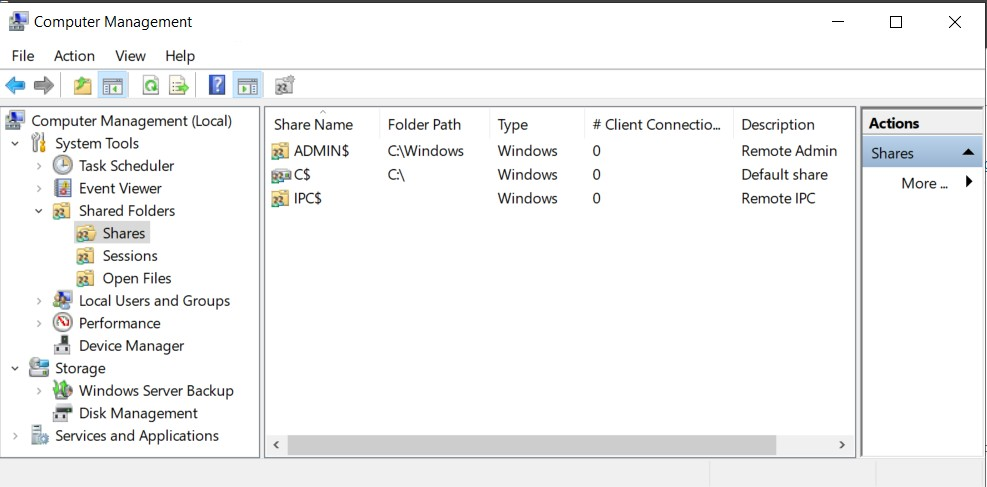 Computer Management
File Action View Help
Computer Management (Local)
System Tools
Task Scheduler
Event Viewer
Shared Folders
Shares
Sessions
Open Files
Local Users and Groups
Performance
Device Manager
Storage
Windows Server Backup
Disk Management
Services and Applications
Share Name Folder Path Type # Client Connectio... Description
ADMIN$ C:\Windows Windows 0 Remote Admin
C$ C:\ Windows 0 Default share
IPC$ Windows 0 Remote IPC
Actions
Shares
More ...